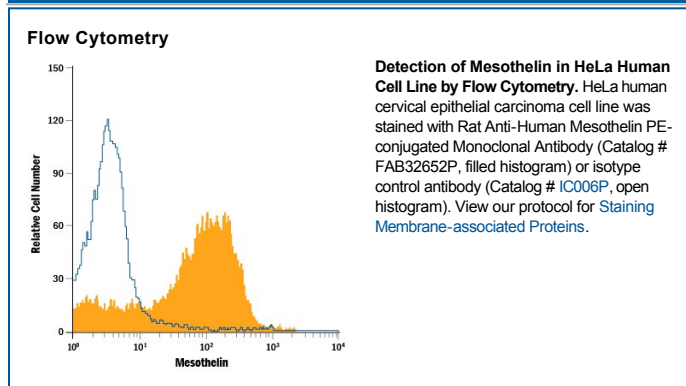 Flow Cytometry
150
120
90
60
30
0
Relative Cell Number
10⁰ 10¹ 10² 10³ 10⁴
Mesothelin
Detection of Mesothelin in HeLa Human
Cell Line by Flow Cytometry. HeLa human
cervical epithelial carcinoma cell line was
stained with Rat Anti-Human Mesothelin PE-
conjugated Monoclonal Antibody (Catalog #
FAB32652P, filled histogram) or isotype
control antibody (Catalog # IC006P, open
histogram). View our protocol for Staining
Membrane-associated Proteins.